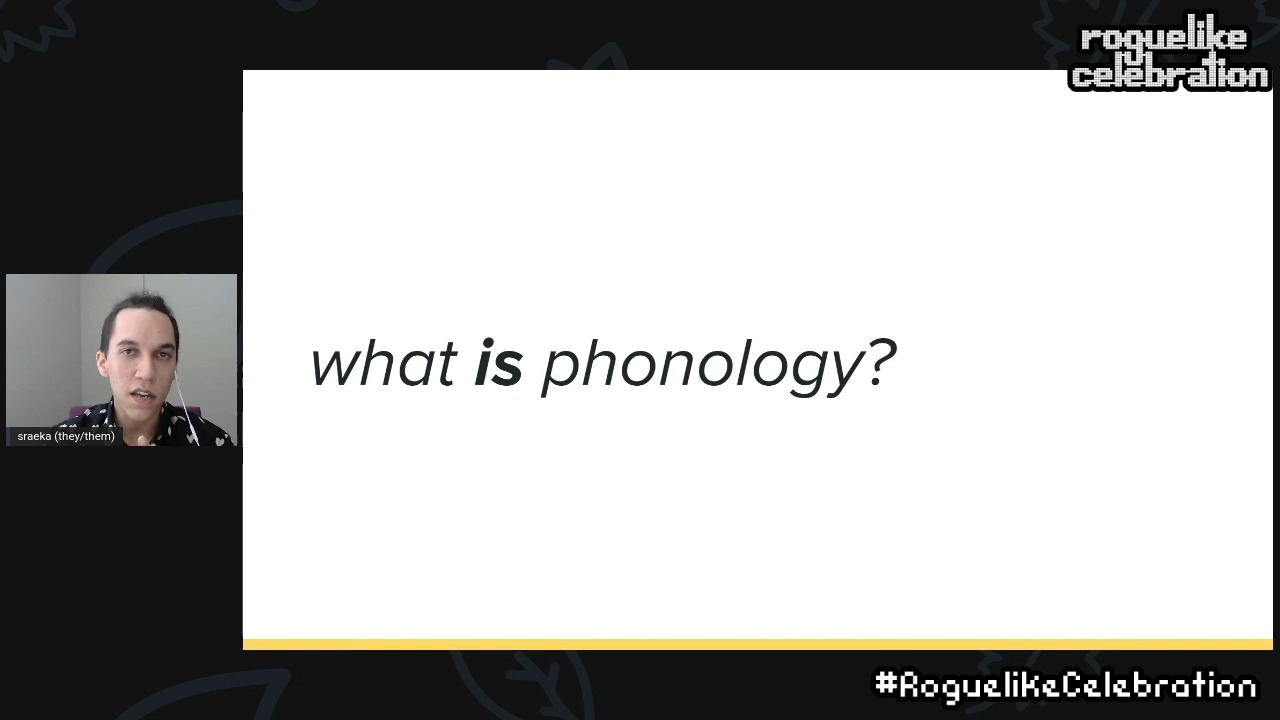 roguelike
celebration
what is phonology?
sraeka (they/them)
#RoguelikeCelebration